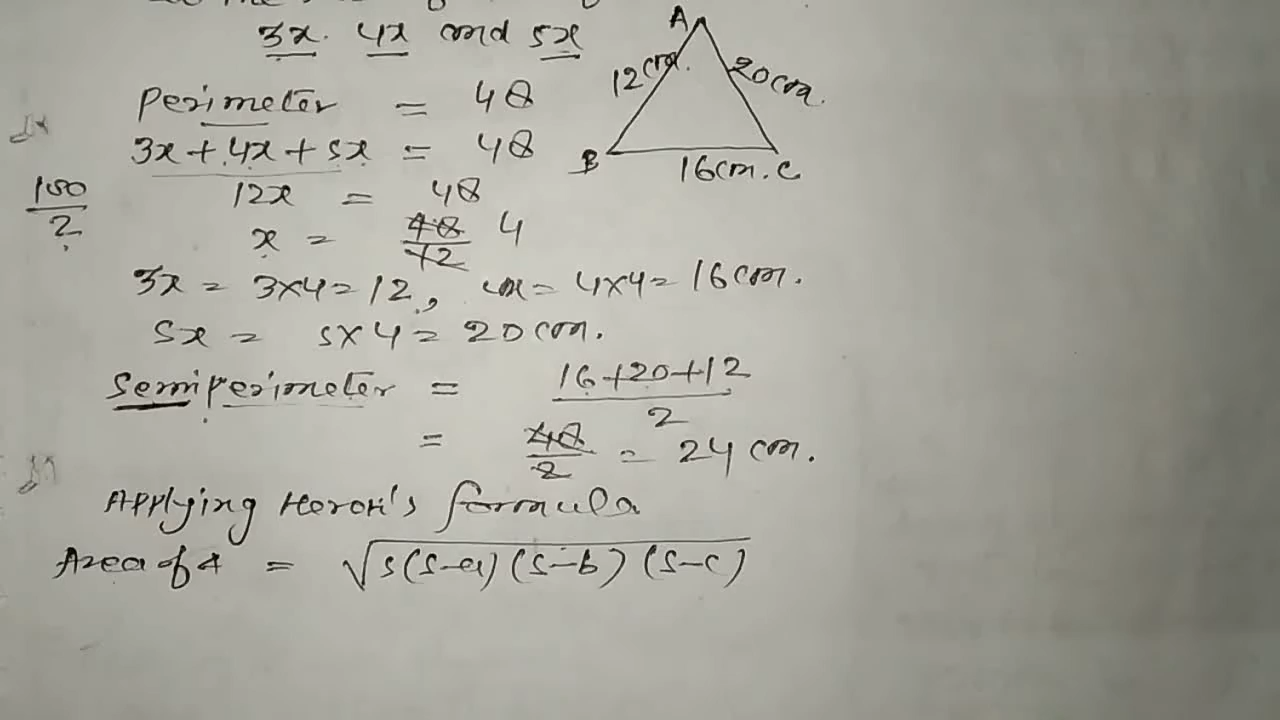 3x. 4x and 5x
A
12cm.
20cm.
Perimeter = 48
3x + 4x + 5x = 48
B
16cm. C
150
2
12x = 48
x = 48/12 4
3x = 3x4 = 12, 4x = 4x4 = 16cm.
5x = 5x4 = 20cm.
Semiperimeter = 16+20+12
2
= 48/2 = 24 cm.
Applying Heron's formula
Area of Δ = √s(s-a) (s-b) (s-c)